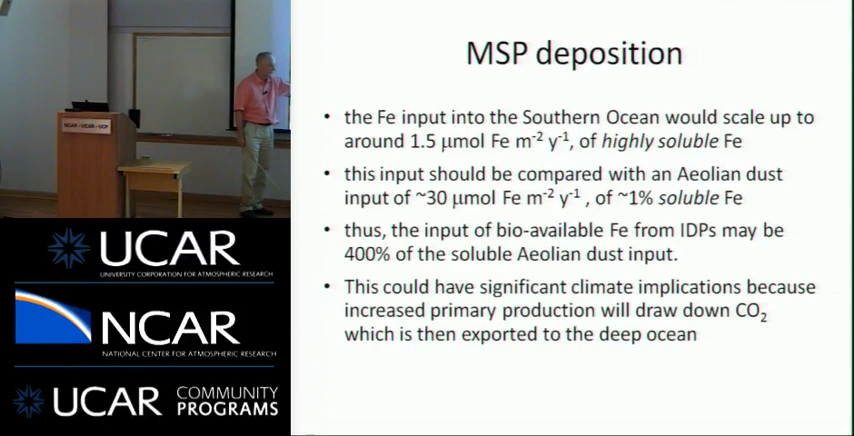 MSP deposition
• the Fe input into the Southern Ocean would scale up to
around 1.5 μmol Fe m⁻² y⁻¹, of highly soluble Fe
• this input should be compared with an Aeolian dust
input of ~30 μmol Fe m⁻² y⁻¹ , of ~1% soluble Fe
• thus, the input of bio-available Fe from IDPs may be
400% of the soluble Aeolian dust input.
• This could have significant climate implications because
increased primary production will draw down CO₂
which is then exported to the deep ocean
NCAR - UCAR - UCP
UCAR
UNIVERSITY CORPORATION FOR ATMOSPHERIC RESEARCH
NCAR
NATIONAL CENTER FOR ATMOSPHERIC RESEARCH
UCAR COMMUNITY
PROGRAMS